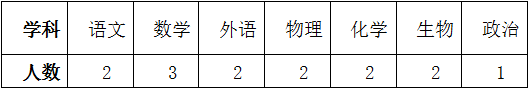 学科 语文 数学 外语 物理 化学 生物 政治
人数 2 3 2 2 2 2 1